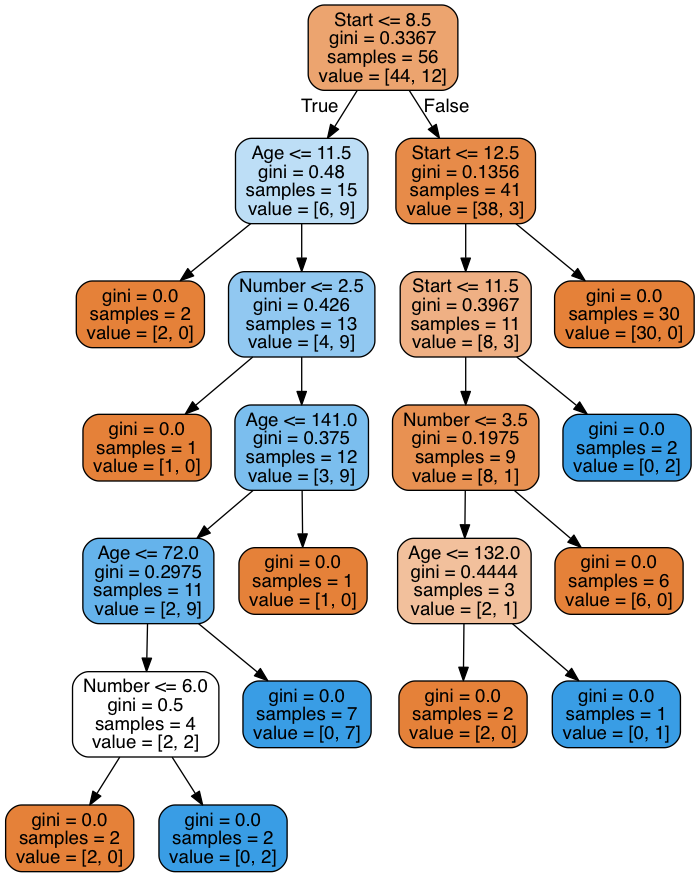 Start <= 8.5
gini = 0.3367
samples = 56
value = [44, 12]
True
False
Age <= 11.5
gini = 0.48
samples = 15
value = [6, 9]
Start <= 12.5
gini = 0.1356
samples = 41
value = [38, 3]
gini = 0.0
samples = 2
value = [2, 0]
Number <= 2.5
gini = 0.426
samples = 13
value = [4, 9]
Start <= 11.5
gini = 0.3967
samples = 11
value = [8, 3]
gini = 0.0
samples = 30
value = [30, 0]
gini = 0.0
samples = 1
value = [1, 0]
Age <= 141.0
gini = 0.375
samples = 12
value = [3, 9]
Number <= 3.5
gini = 0.1975
samples = 9
value = [8, 1]
gini = 0.0
samples = 2
value = [0, 2]
Age <= 72.0
gini = 0.2975
samples = 11
value = [2, 9]
gini = 0.0
samples = 1
value = [1, 0]
Age <= 132.0
gini = 0.4444
samples = 3
value = [2, 1]
gini = 0.0
samples = 6
value = [6, 0]
Number <= 6.0
gini = 0.5
samples = 4
value = [2, 2]
gini = 0.0
samples = 7
value = [0, 7]
gini = 0.0
samples = 2
value = [2, 0]
gini = 0.0
samples = 1
value = [0, 1]
gini = 0.0
samples = 2
value = [2, 0]
gini = 0.0
samples = 2
value = [0, 2]